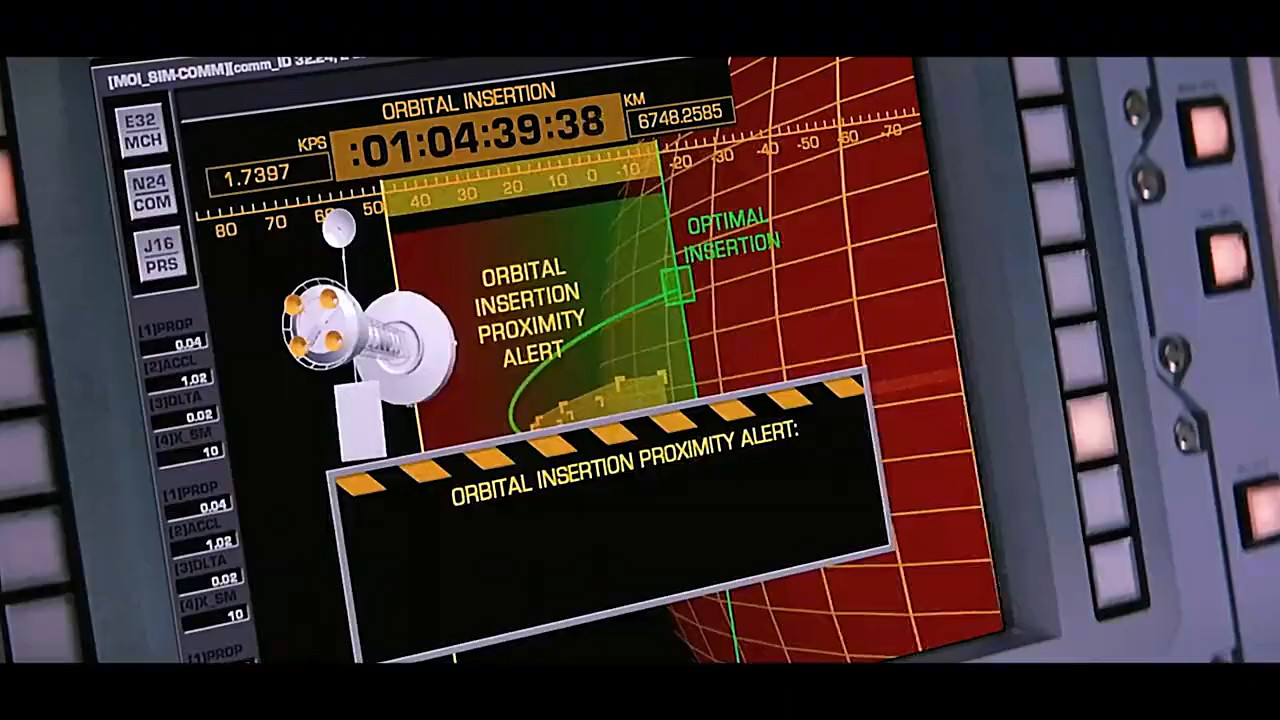 [MOI_SIM-COMM][comm_ID 32.24,
ORBITAL INSERTION
KPS
:01:04:39:38
KM
1.7397
6748.2585
80 70 50 40 30 20 10 0 -10 -20 -30 -40 -50 -60 -70
E32
MCH
N24
COM
J16
PRS
OPTIMAL
INSERTION
ORBITAL
INSERTION
PROXIMITY
ALERT
[1]PROP
0.04
[2]ACCL
1.02
[3]DLTA
0.02
[4]X_SM
10
[1]PROP
0.04
[2]ACCL
1.02
[3]DLTA
0.02
[4]X_SM
10
[1]PROP
ORBITAL INSERTION PROXIMITY ALERT: